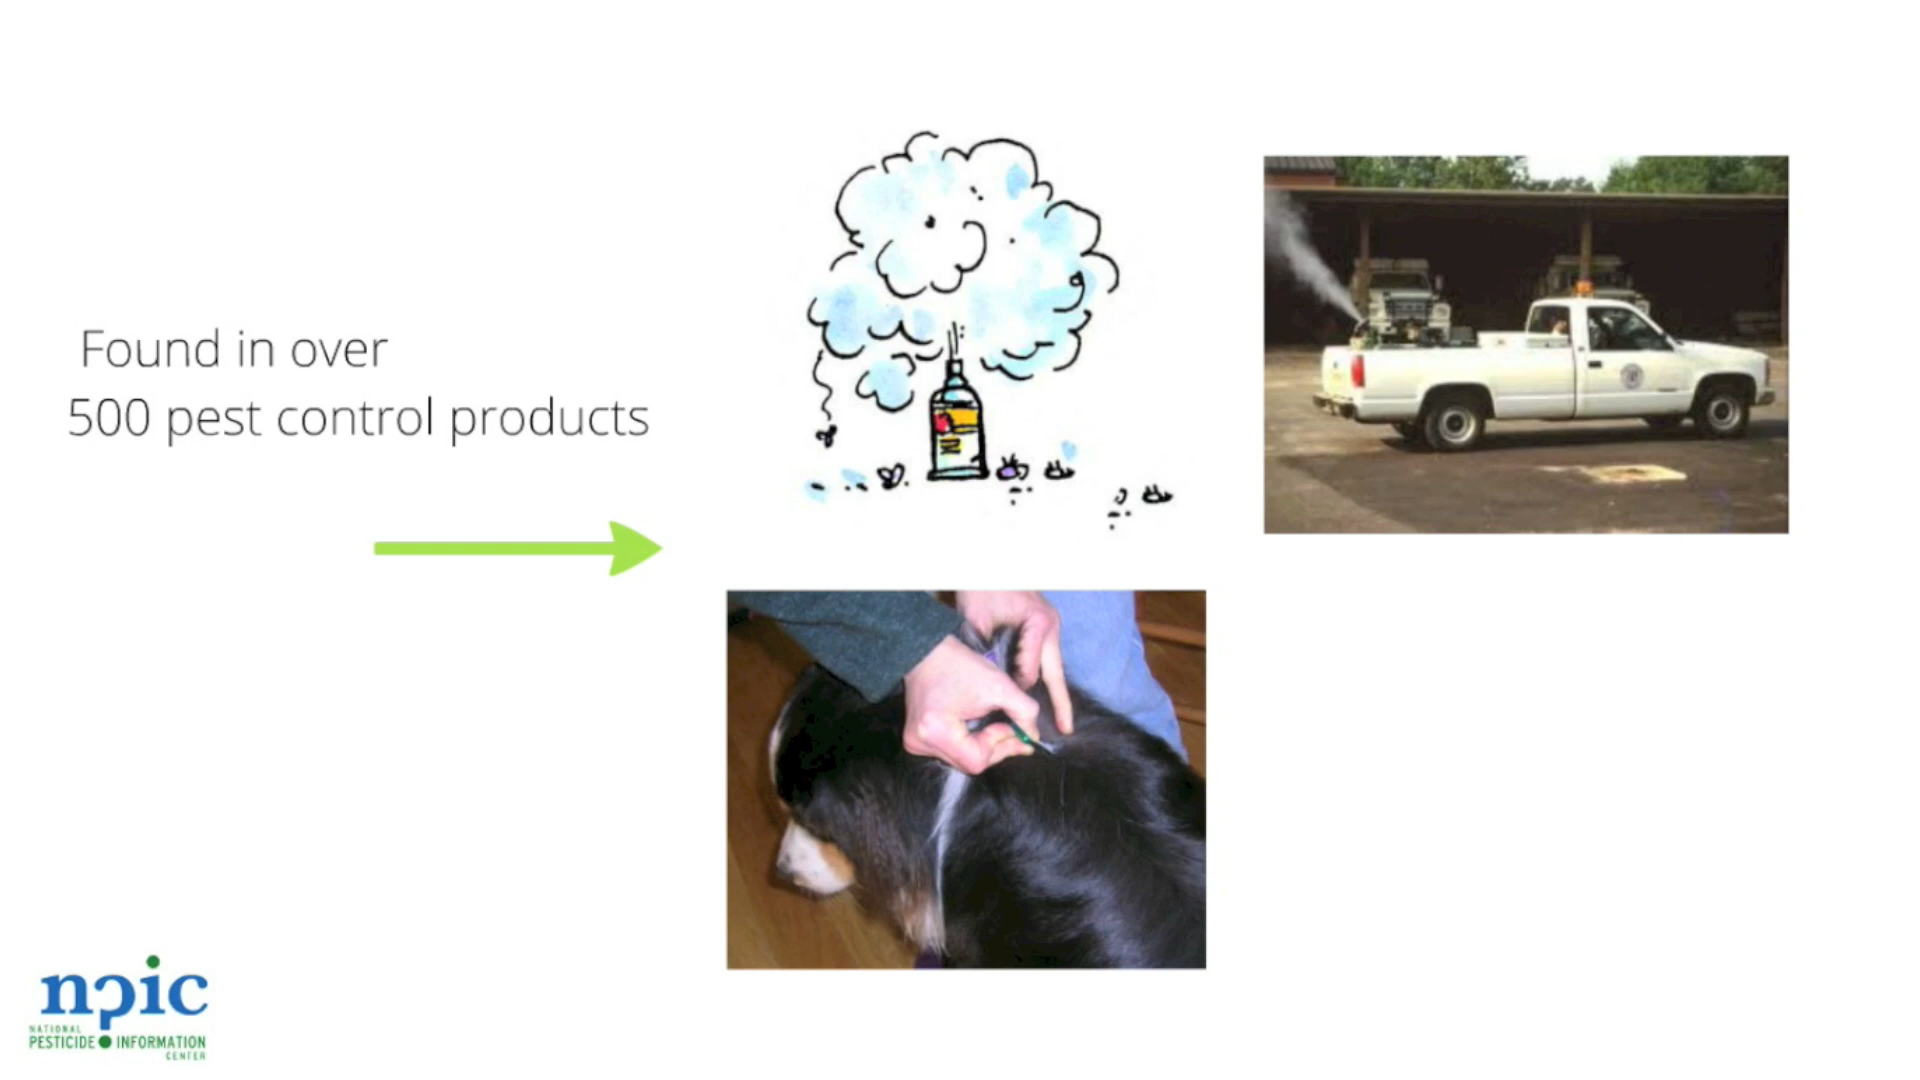 Found in over
500 pest control products
npic
NATIONAL
PESTICIDE INFORMATION
CENTER